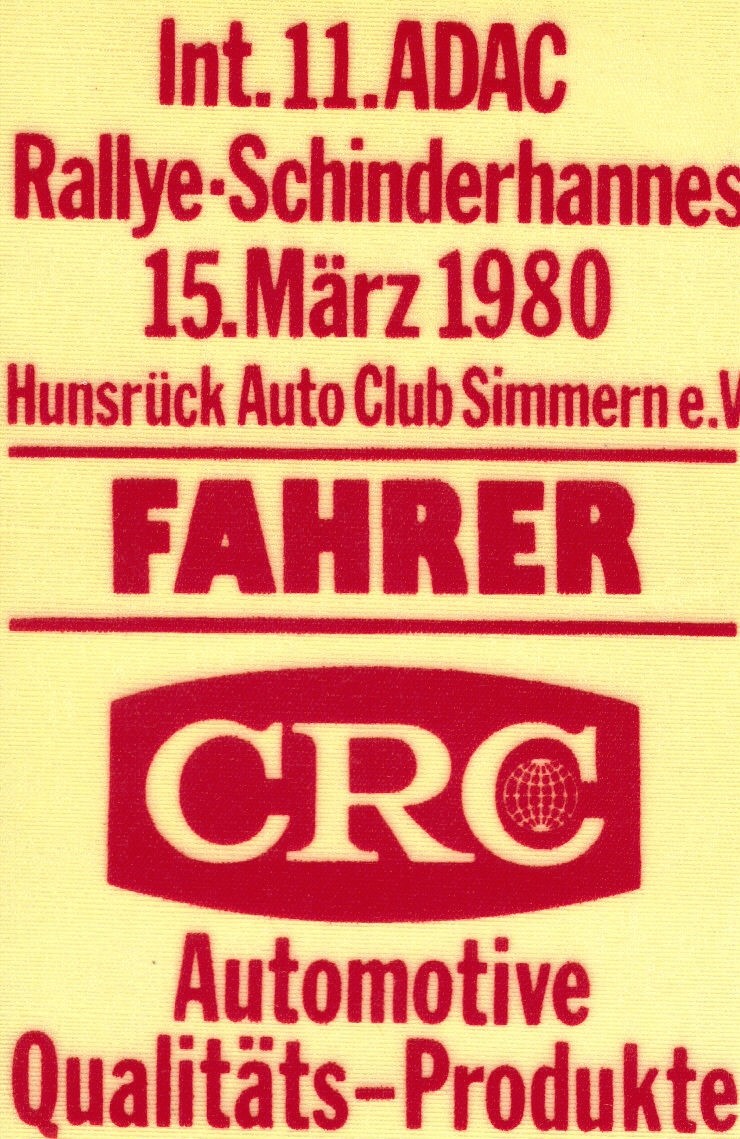 Int. 11. ADAC
Rallye-Schinderhannes
15. März 1980
Hunsrück Auto Club Simmern e.V
FAHRER
CRC
Automotive
Qualitäts-Produkte